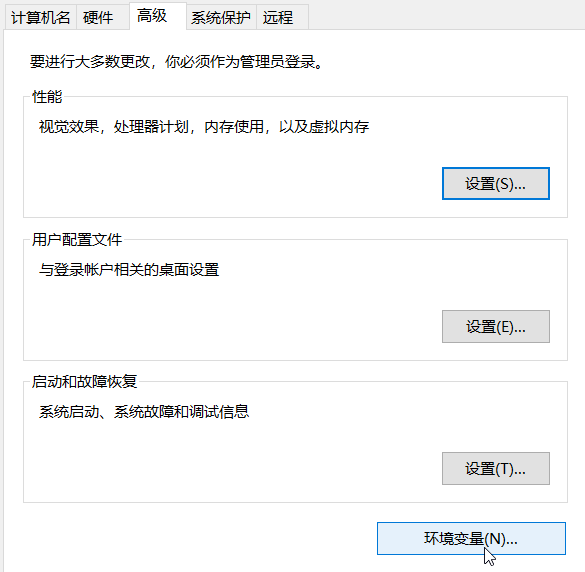 计算机名 硬件 高级 系统保护 远程
要进行大多数更改，你必须作为管理员登录。
性能
视觉效果，处理器计划，内存使用，以及虚拟内存
设置(S)...
用户配置文件
与登录帐户相关的桌面设置
设置(E)...
启动和故障恢复
系统启动、系统故障和调试信息
设置(T)...
环境变量(N)...